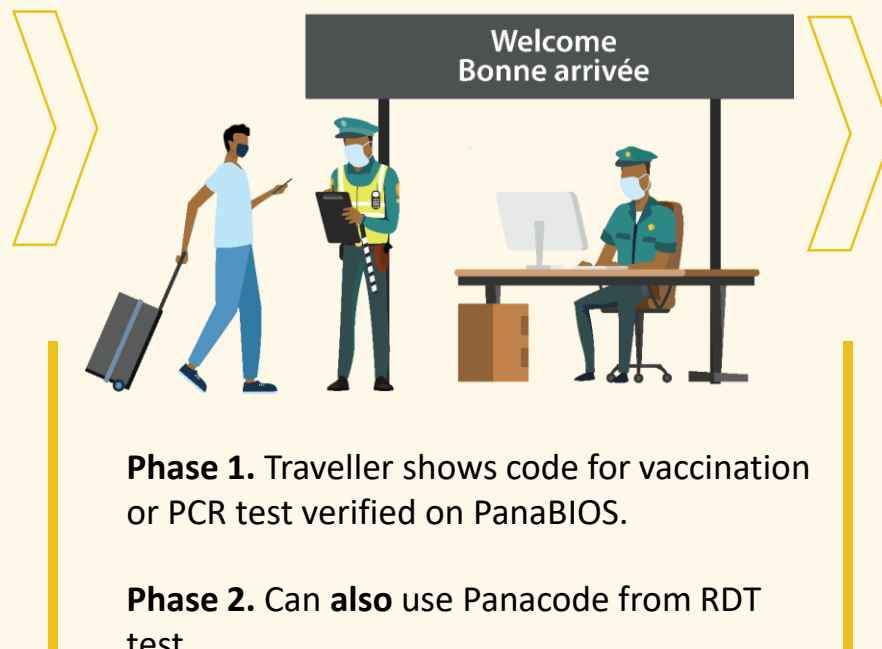 Welcome
Bonne arrivée
Phase 1. Traveller shows code for vaccination
or PCR test verified on PanaBIOS.
Phase 2. Can also use Panacode from RDT
test